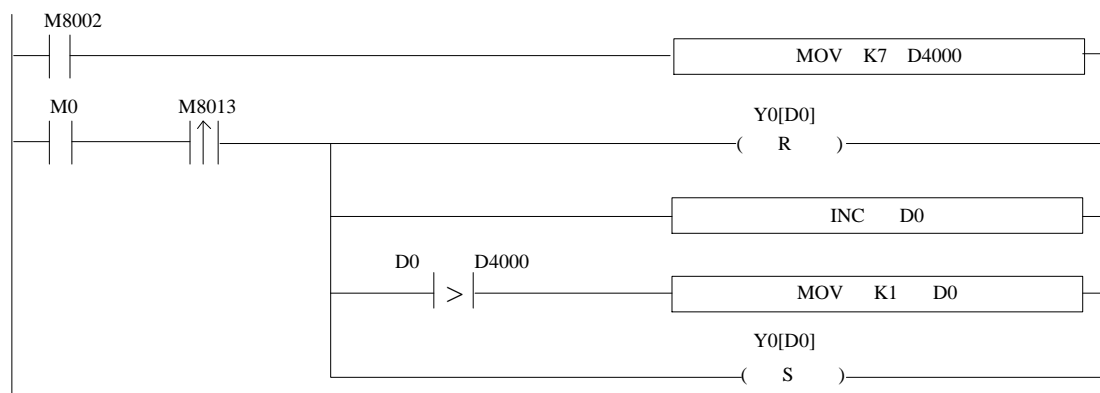 M8002
MOV K7 D4000
M0 M8013
Y0[D0]
( R )
INC D0
D0 > D4000
MOV K1 D0
Y0[D0]
( S )